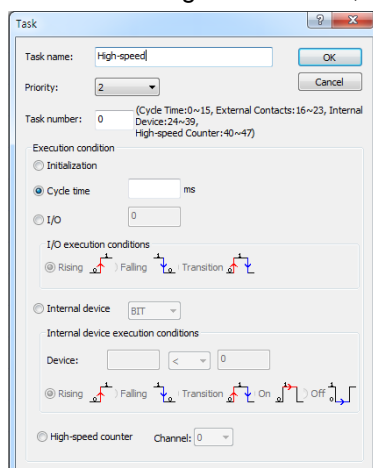 Task
Task name: High-speed OK
Priority: 2 Cancel
Task number: 0 (Cycle Time:0~15, External Contacts:16~23, Internal
Device:24~39,
High-speed Counter:40~47)
Execution condition
Initialization
Cycle time ms
I/O 0
I/O execution conditions
Rising Falling Transition
Internal device BIT
Internal device execution conditions
Device: < 0
Rising Falling Transition On Off
High-speed counter Channel: 0